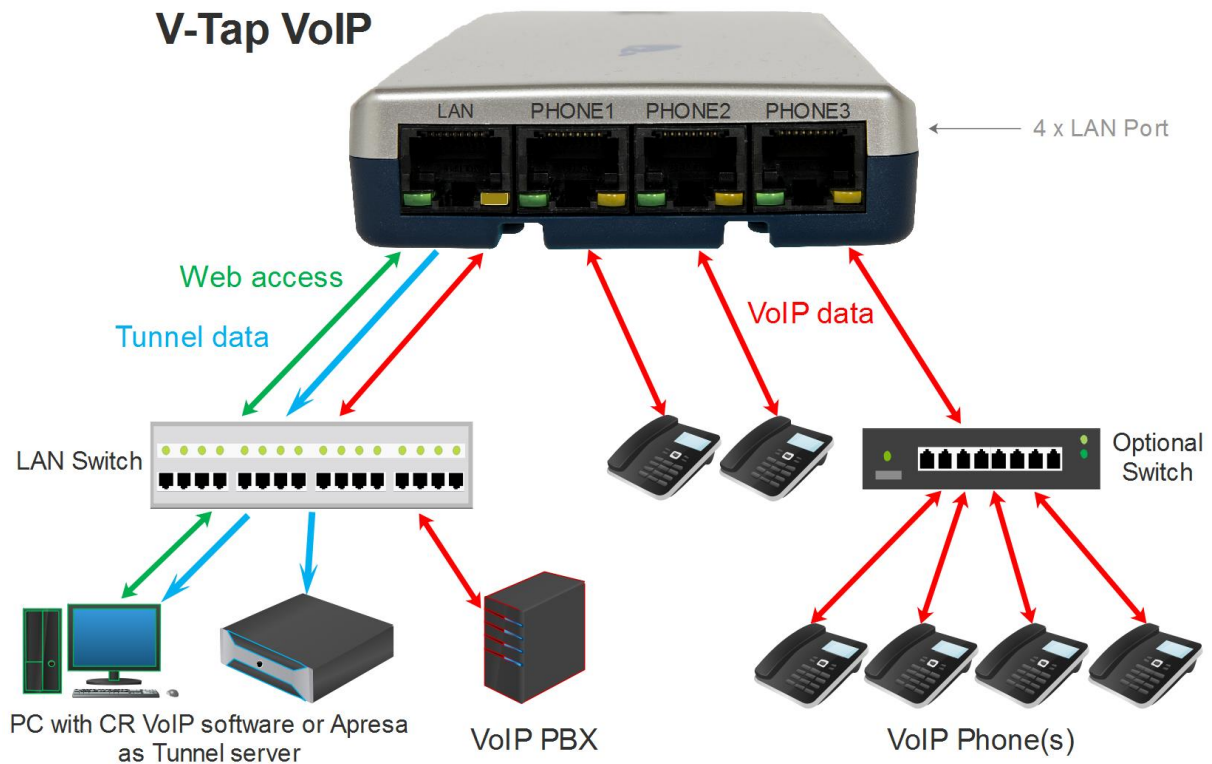 V-Tap VoIP
LAN
PHONE1
PHONE2
PHONE3
4 x LAN Port
Web access
Tunnel data
VoIP data
LAN Switch
Optional
Switch
PC with CR VoIP software or Apresa
as Tunnel server
VoIP PBX
VoIP Phone(s)